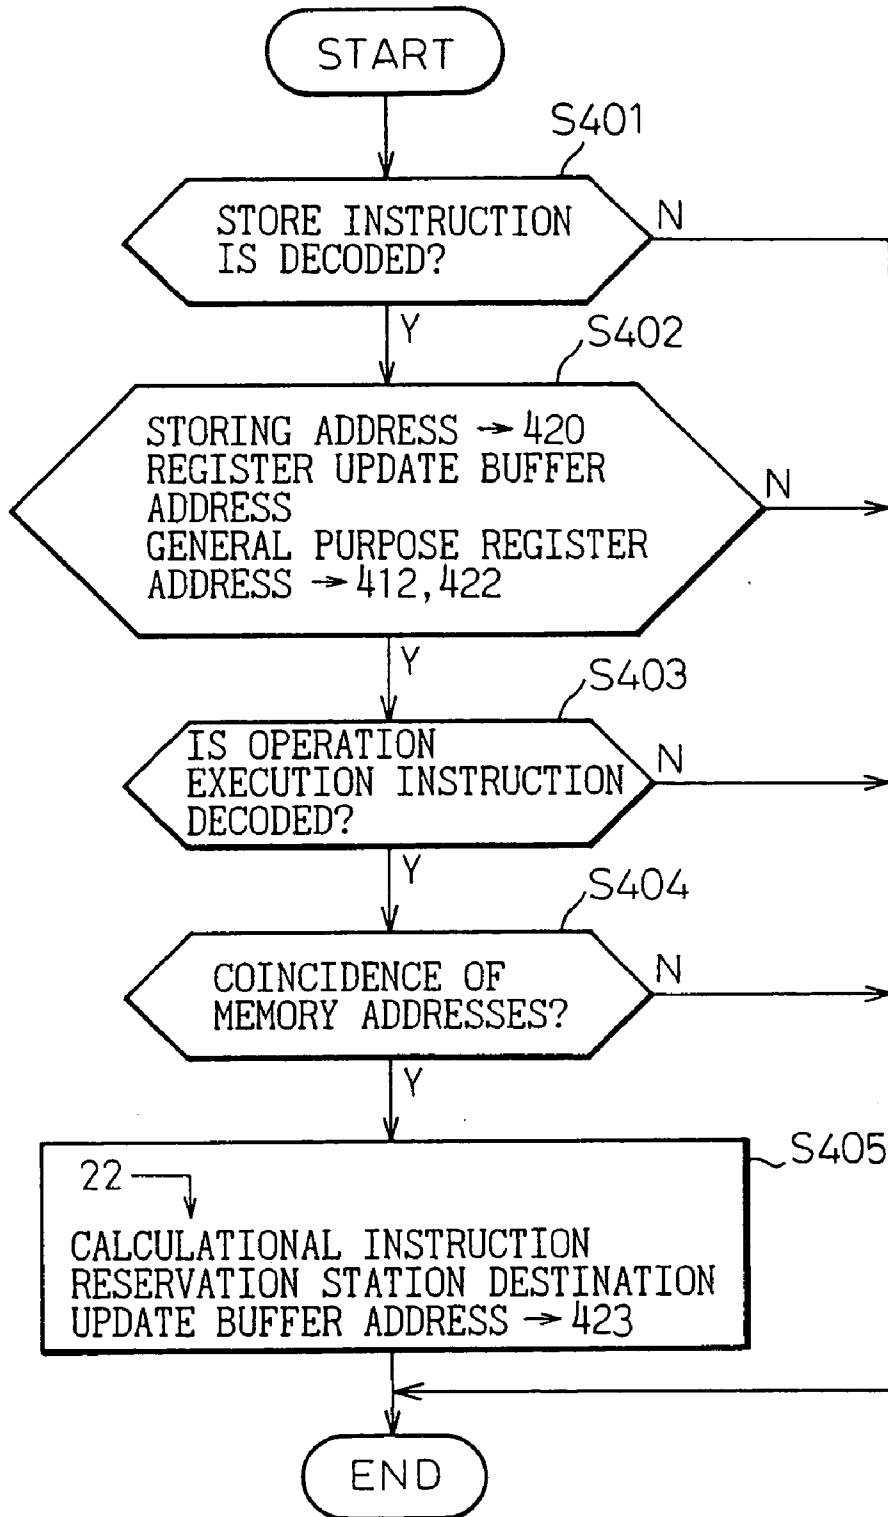 START
S401
STORE INSTRUCTION
IS DECODED?
N
Y
S402
STORING ADDRESS → 420
REGISTER UPDATE BUFFER
ADDRESS
GENERAL PURPOSE REGISTER
ADDRESS → 412, 422
N
Y
S403
IS OPERATION
EXECUTION INSTRUCTION
DECODED?
N
Y
S404
COINCIDENCE OF
MEMORY ADDRESSES?
N
Y
S405
22
CALCULATIONAL INSTRUCTION
RESERVATION STATION DESTINATION
UPDATE BUFFER ADDRESS → 423
END